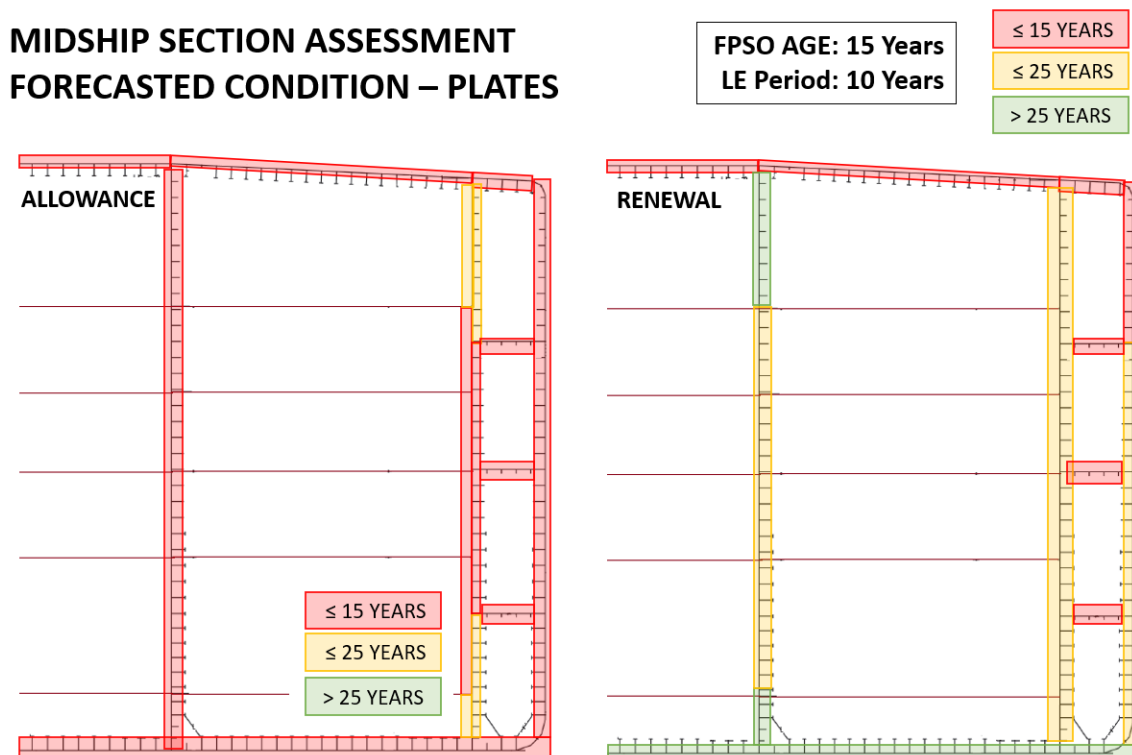 MIDSHIP SECTION ASSESSMENT
FORECASTED CONDITION – PLATES
FPSO AGE: 15 Years
LE Period: 10 Years
≤ 15 YEARS
≤ 25 YEARS
> 25 YEARS
ALLOWANCE
RENEWAL
≤ 15 YEARS
≤ 25 YEARS
> 25 YEARS